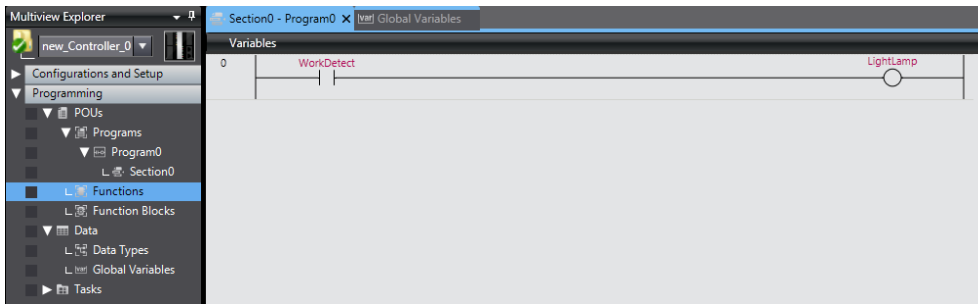 Multiview Explorer
new_Controller_0
Configurations and Setup
Programming
POUs
Programs
Program0
Section0
Functions
Function Blocks
Data
Data Types
Global Variables
Tasks
Section0 - Program0
var Global Variables
Variables
0
WorkDetect
LightLamp